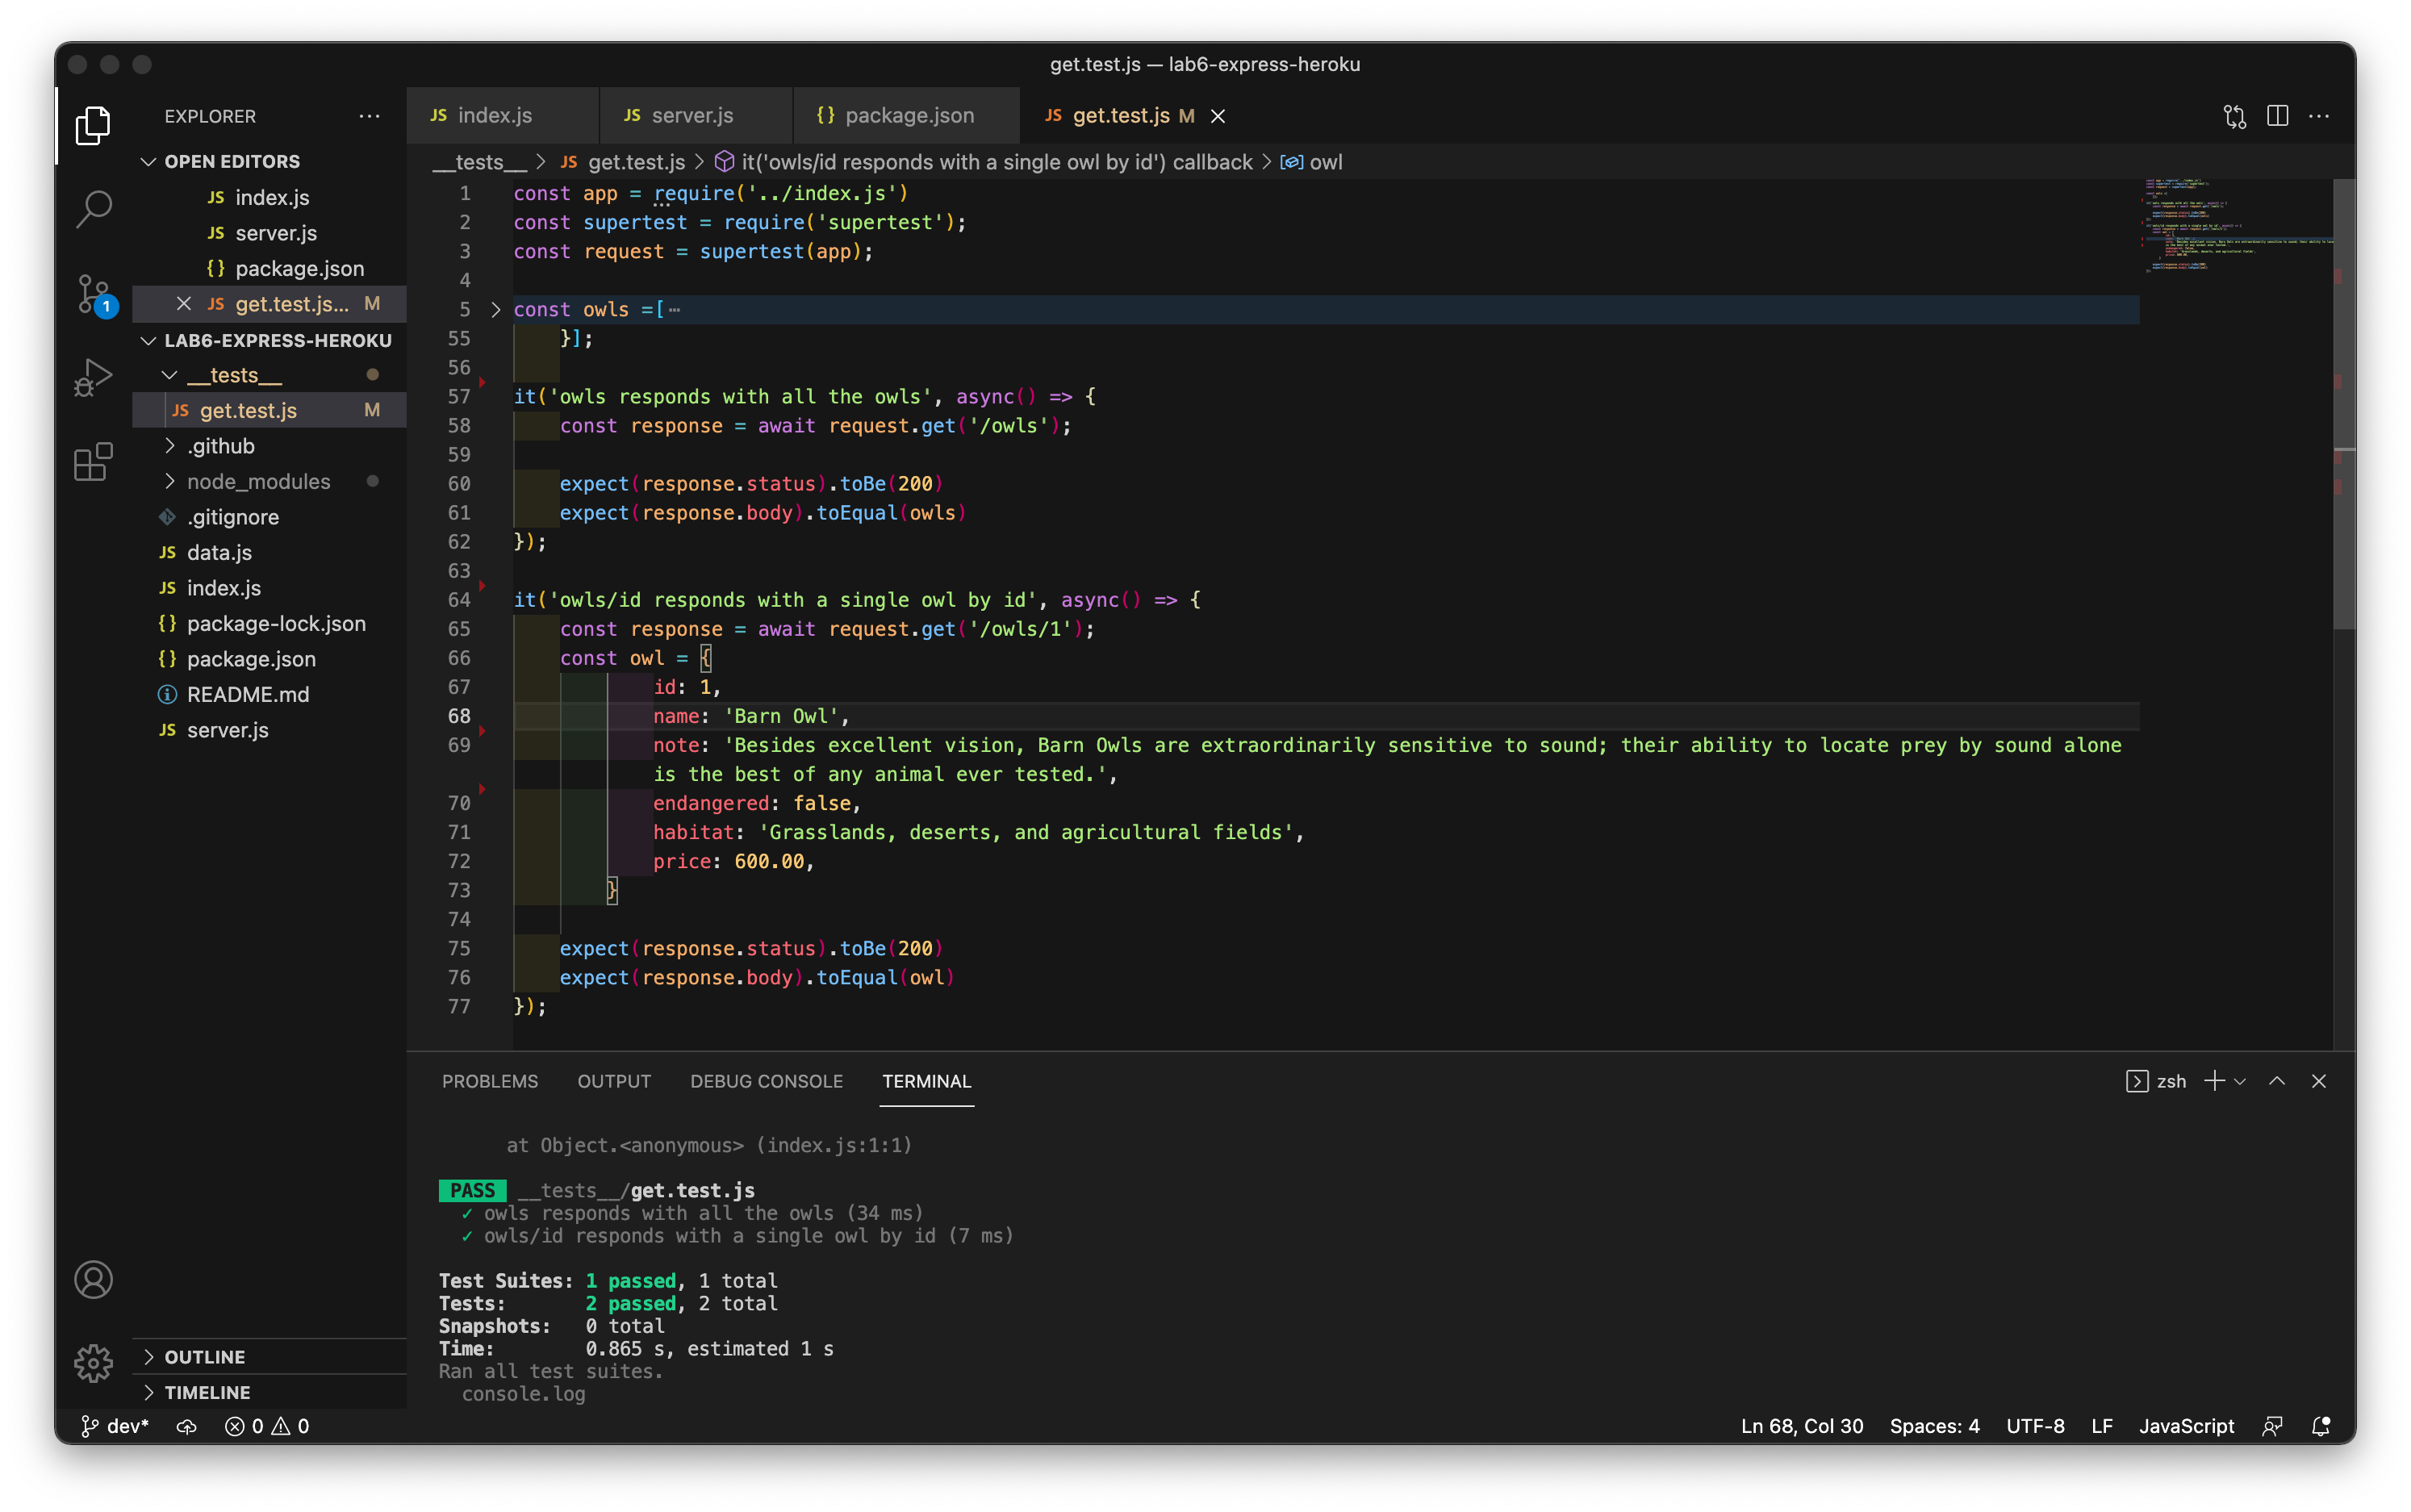 get.test.js — lab6-express-heroku
EXPLORER
OPEN EDITORS
JS index.js
JS server.js
{} package.json
JS get.test.js... M
LAB6-EXPRESS-HEROKU
__tests__
JS get.test.js M
.github
node_modules
.gitignore
JS data.js
JS index.js
{} package-lock.json
{} package.json
README.md
JS server.js
OUTLINE
TIMELINE
1
JS index.js
JS server.js
{} package.json
JS get.test.js M
__tests__ > JS get.test.js > it('owls/id responds with a single owl by id') callback > owl
1 const app = require('../index.js')
2 const supertest = require('supertest');
3 const request = supertest(app);
4
5 const owls =[⋯
55 }];
56
57 it('owls responds with all the owls', async() => {
58 const response = await request.get('/owls');
59
60 expect(response.status).toBe(200)
61 expect(response.body).toEqual(owls)
62 });
63
64 it('owls/id responds with a single owl by id', async() => {
65 const response = await request.get('/owls/1');
66 const owl = {
67 id: 1,
68 name: 'Barn Owl',
69 note: 'Besides excellent vision, Barn Owls are extraordinarily sensitive to sound; their ability to locate prey by sound alone
is the best of any animal ever tested.',
70 endangered: false,
71 habitat: 'Grasslands, deserts, and agricultural fields',
72 price: 600.00,
73 }
74
75 expect(response.status).toBe(200)
76 expect(response.body).toEqual(owl)
77 });
PROBLEMS OUTPUT DEBUG CONSOLE TERMINAL
zsh
at Object.<anonymous> (index.js:1:1)
PASS __tests__/get.test.js
✓ owls responds with all the owls (34 ms)
✓ owls/id responds with a single owl by id (7 ms)
Test Suites: 1 passed, 1 total
Tests: 2 passed, 2 total
Snapshots: 0 total
Time: 0.865 s, estimated 1 s
Ran all test suites.
console.log
dev* 0 0
Ln 68, Col 30 Spaces: 4 UTF-8 LF JavaScript